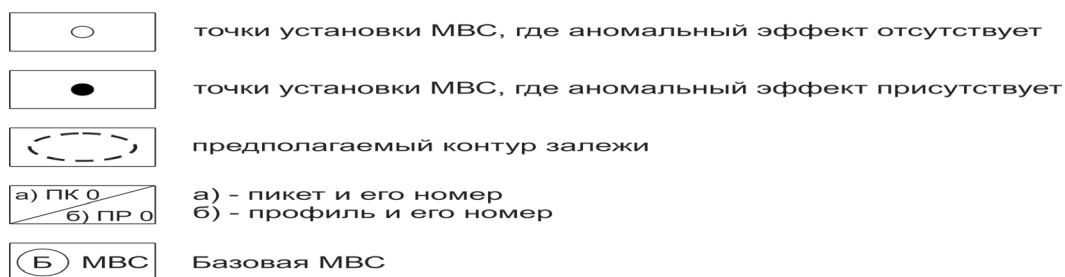 точки установки МВС, где аномальный эффект отсутствует
точки установки МВС, где аномальный эффект присутствует
предполагаемый контур залежи
а) ПК 0
б) ПР 0
а) - пикет и его номер
б) - профиль и его номер
Б МВС
Базовая МВС